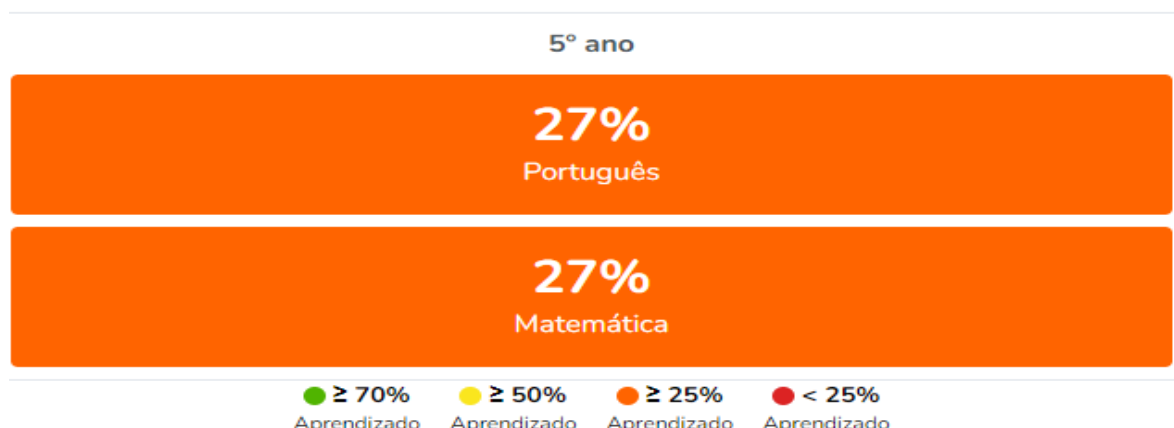 5º ano
27%
Português
27%
Matemática
≥ 70% ≥ 50% ≥ 25% < 25%
Aprendizado Aprendizado Aprendizado Aprendizado